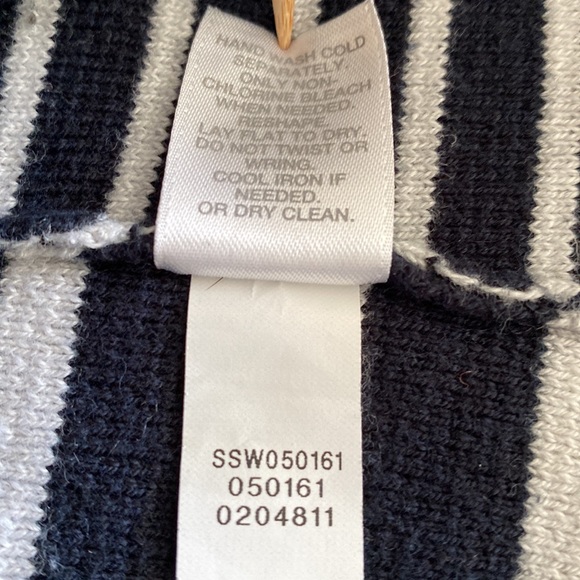 HAND WASH COLD
SEPARATELY.
ONLY NON-
CHLORINE BLEACH
WHEN NEEDED.
RESHAPE.
LAY FLAT TO DRY.
DO NOT TWIST OR
WRING.
COOL IRON IF
NEEDED.
OR DRY CLEAN.
SSW050161
050161
0204811